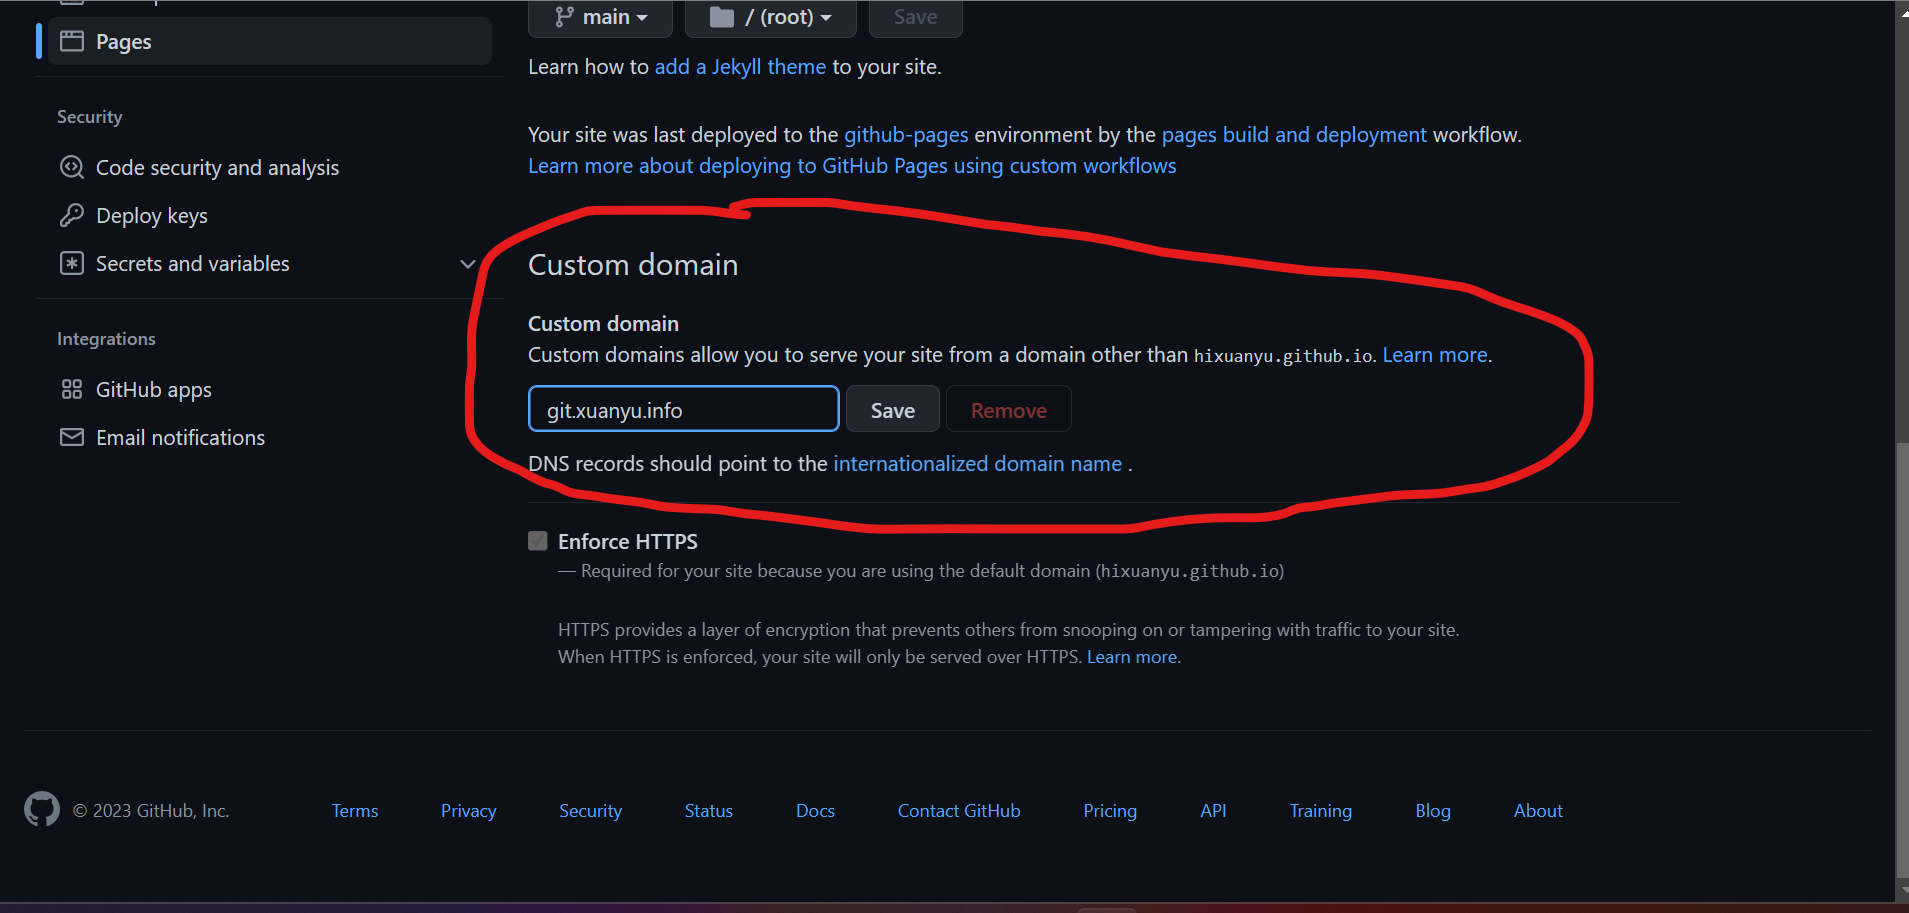 main / (root) Save
Pages
Learn how to add a Jekyll theme to your site.
Security
Your site was last deployed to the github-pages environment by the pages build and deployment workflow.
Learn more about deploying to GitHub Pages using custom workflows
Code security and analysis
Deploy keys
Secrets and variables
Custom domain
Integrations
Custom domain
Custom domains allow you to serve your site from a domain other than hixuanyu.github.io. Learn more.
GitHub apps
git.xuanyu.info Save Remove
Email notifications
DNS records should point to the internationalized domain name .
Enforce HTTPS
— Required for your site because you are using the default domain (hixuanyu.github.io)
HTTPS provides a layer of encryption that prevents others from snooping on or tampering with traffic to your site.
When HTTPS is enforced, your site will only be served over HTTPS. Learn more.
© 2023 GitHub, Inc. Terms Privacy Security Status Docs Contact GitHub Pricing API Training Blog About